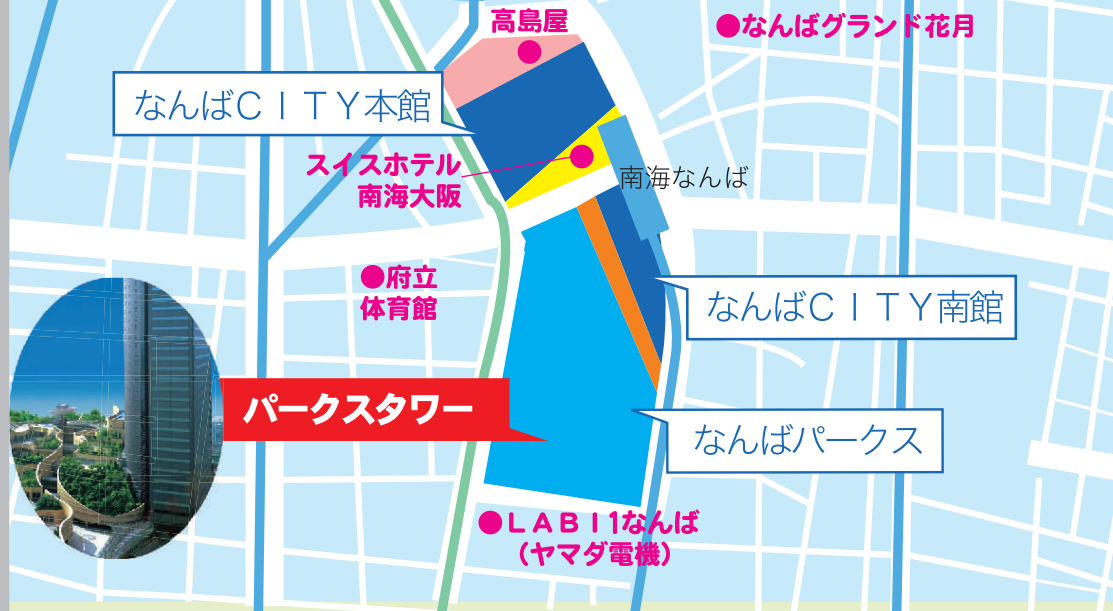 高島屋
●なんばグランド花月
なんばＣＩＴＹ本館
スイスホテル
南海大阪
南海なんば
●府立
体育館
なんばＣＩＴＹ南館
パークスタワー
なんばパークス
●ＬＡＢＩ1なんば
（ヤマダ電機）